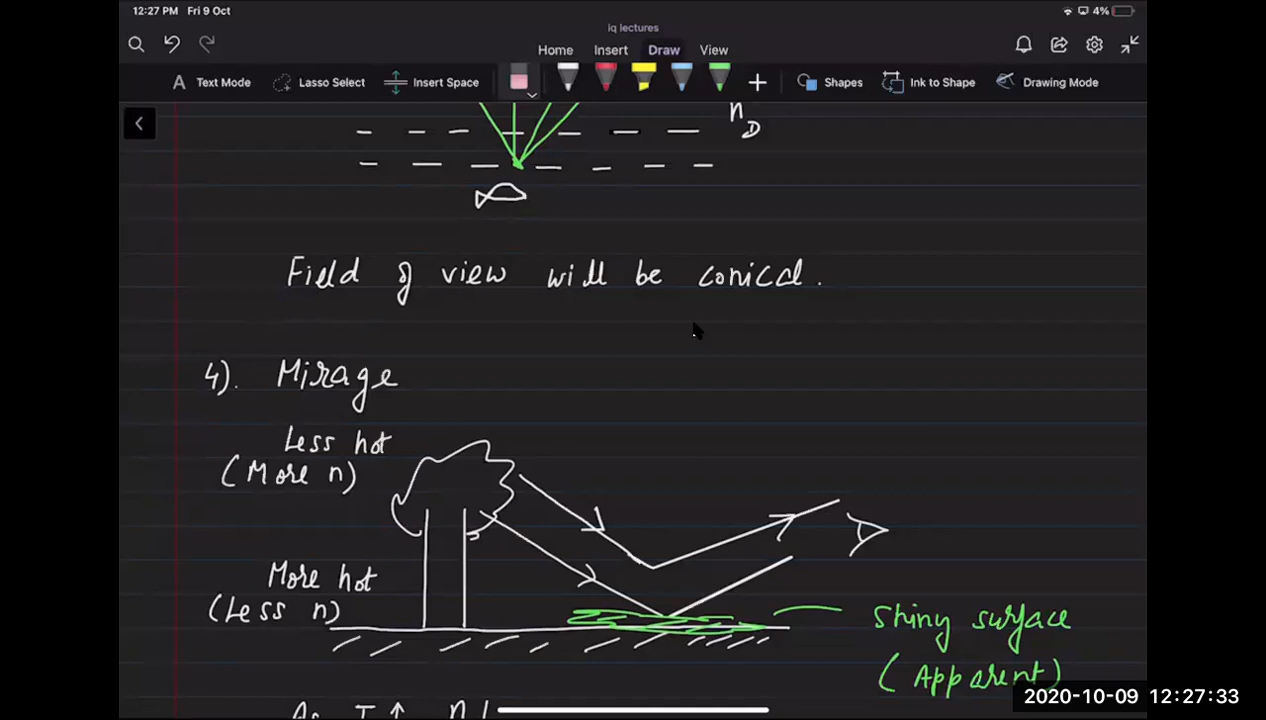 12:27 PM Fri 9 Oct
4%
iq lectures
Home Insert Draw View
Text Mode Lasso Select Insert Space Shapes Ink to Shape Drawing Mode
n D
Field of view will be conical.
4). Mirage
Less hot
(More n)
More hot
(Less n)
Shiny surface
(Apparent)
2020-10-09 12:27:33